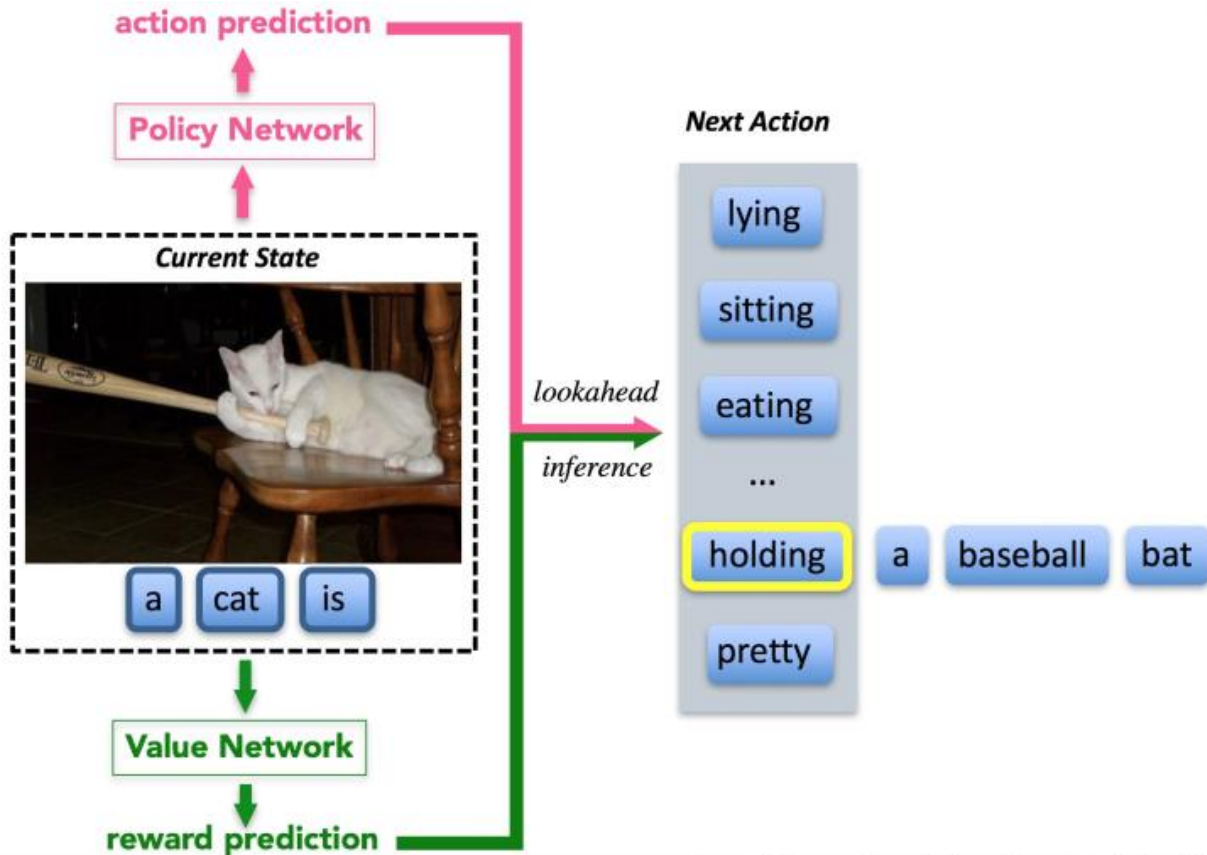 action prediction
Policy Network
Current State
a cat is
Value Network
reward prediction
lookahead
inference
Next Action
lying
sitting
eating
...
holding a baseball bat
pretty